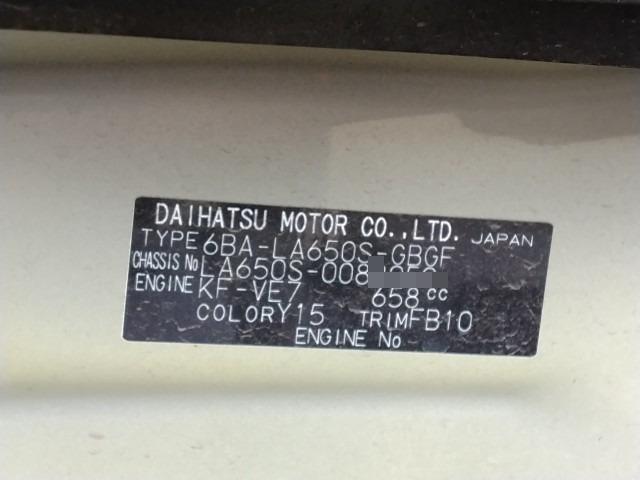 DAIHATSU MOTOR CO.,LTD. JAPAN
TYPE 6BA-LA650S-GBGF
CHASSIS No LA650S-008
ENGINE KF-VE7 658 cc
COLOR Y15 TRIM FB10
ENGINE No